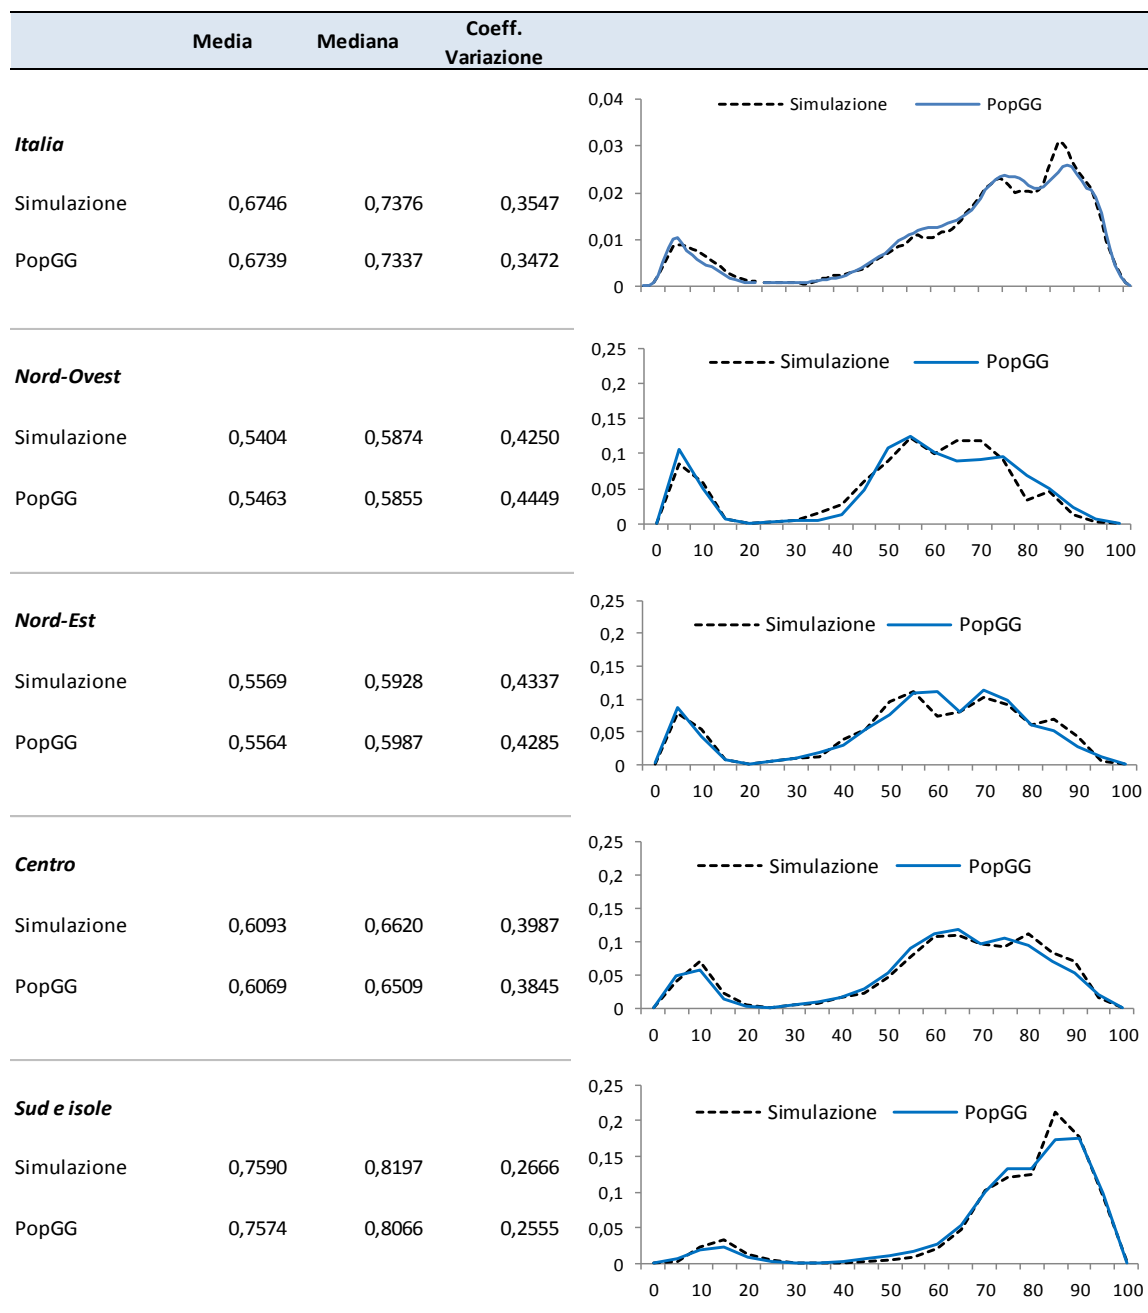 Media Mediana Coeff. Variazione
Italia
Simulazione 0,6746 0,7376 0,3547
PopGG 0,6739 0,7337 0,3472
Simulazione PopGG
0,04
0,03
0,02
0,01
0
Nord-Ovest
Simulazione 0,5404 0,5874 0,4250
PopGG 0,5463 0,5855 0,4449
Simulazione PopGG
0,25
0,2
0,15
0,1
0,05
0
0 10 20 30 40 50 60 70 80 90 100
Nord-Est
Simulazione 0,5569 0,5928 0,4337
PopGG 0,5564 0,5987 0,4285
Simulazione PopGG
0,25
0,2
0,15
0,1
0,05
0
0 10 20 30 40 50 60 70 80 90 100
Centro
Simulazione 0,6093 0,6620 0,3987
PopGG 0,6069 0,6509 0,3845
Simulazione PopGG
0,25
0,2
0,15
0,1
0,05
0
0 10 20 30 40 50 60 70 80 90 100
Sud e isole
Simulazione 0,7590 0,8197 0,2666
PopGG 0,7574 0,8066 0,2555
Simulazione PopGG
0,25
0,2
0,15
0,1
0,05
0
0 10 20 30 40 50 60 70 80 90 100